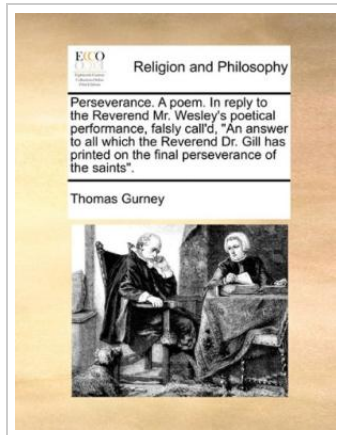 ECCO
Religion and Philosophy
Perseverance. A poem. In reply to
the Reverend Mr. Wesley's poetical
performance, falsly call'd, "An answer
to all which the Reverend Dr. Gill has
printed on the final perseverance of
the saints".
Thomas Gurney